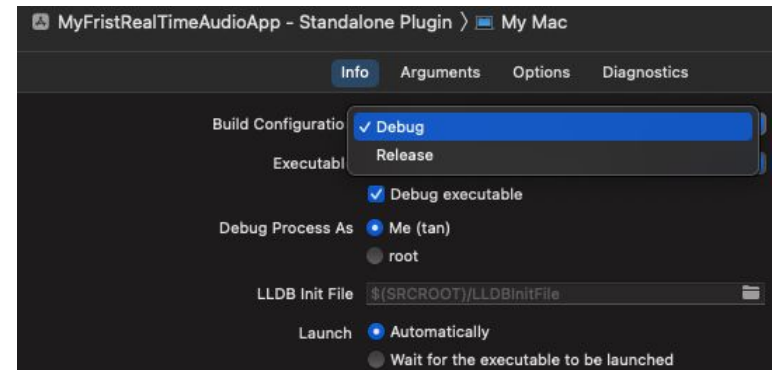 MyFristRealTimeAudioApp - Standalone Plugin 〉 My Mac
Info Arguments Options Diagnostics
Build Configuratio ✓ Debug
Release
Executabl
Debug executable
Debug Process As Me (tan)
root
LLDB Init File $(SRCROOT)/LLDBInitFile
Launch Automatically
Wait for the executable to be launched